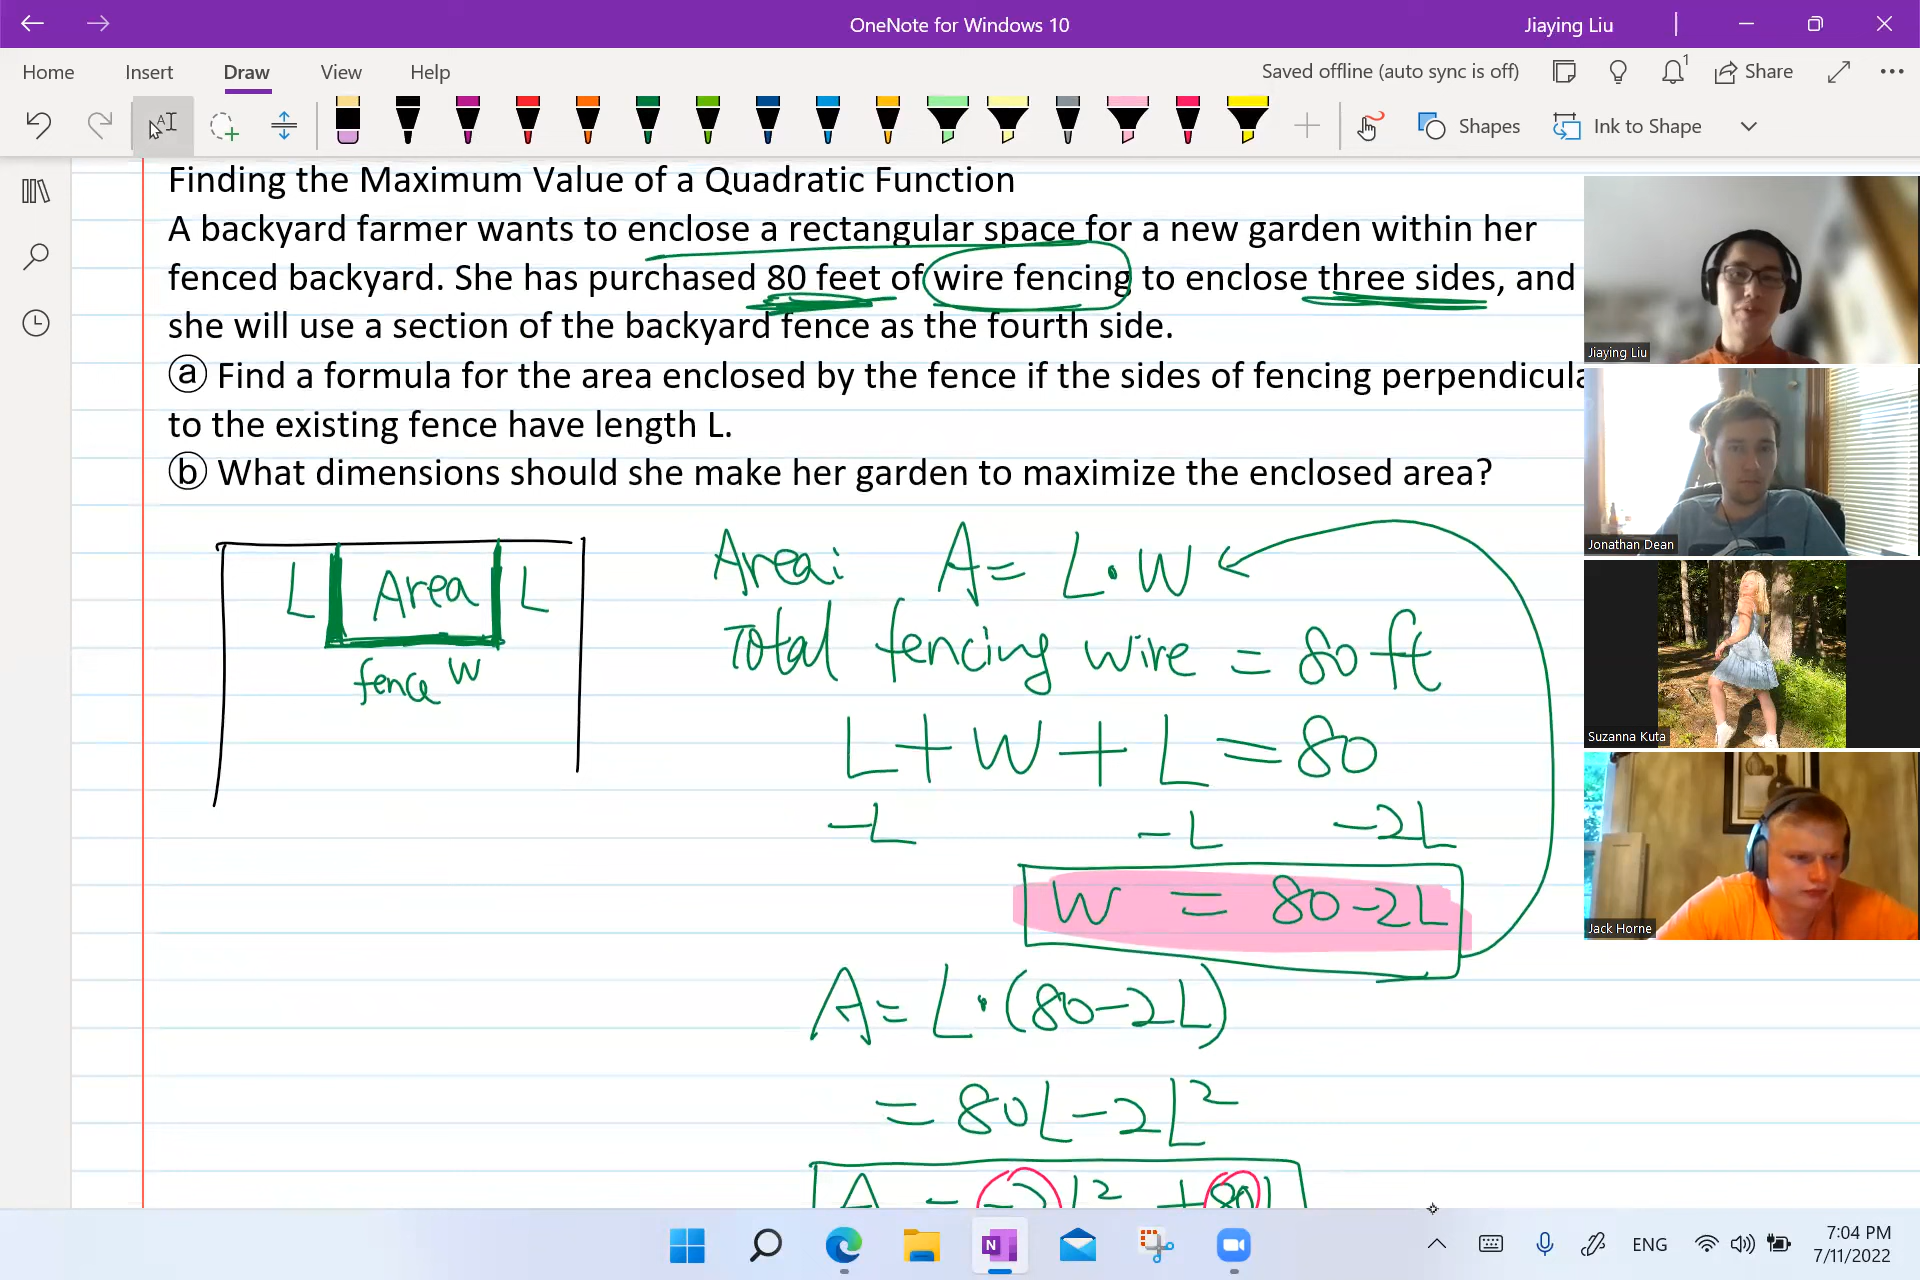 OneNote for Windows 10
Jiaying Liu
Home Insert Draw View Help
Saved offline (auto sync is off)
1
Share
Shapes
Ink to Shape
Finding the Maximum Value of a Quadratic Function
A backyard farmer wants to enclose a rectangular space for a new garden within her
fenced backyard. She has purchased 80 feet of wire fencing to enclose three sides, and
she will use a section of the backyard fence as the fourth side.
ⓐ Find a formula for the area enclosed by the fence if the sides of fencing perpendicula
to the existing fence have length L.
ⓑ What dimensions should she make her garden to maximize the enclosed area?
L Area L
fence W
Area: A = L · W
Total fencing wire = 80 ft
L + W + L = 80
-L -L -2L
W = 80-2L
A = L · (80-2L)
= 80L-2L²
A = -2L² + 80L
Jiaying Liu
Jonathan Dean
Suzanna Kuta
Jack Horne
ENG
7:04 PM
7/11/2022